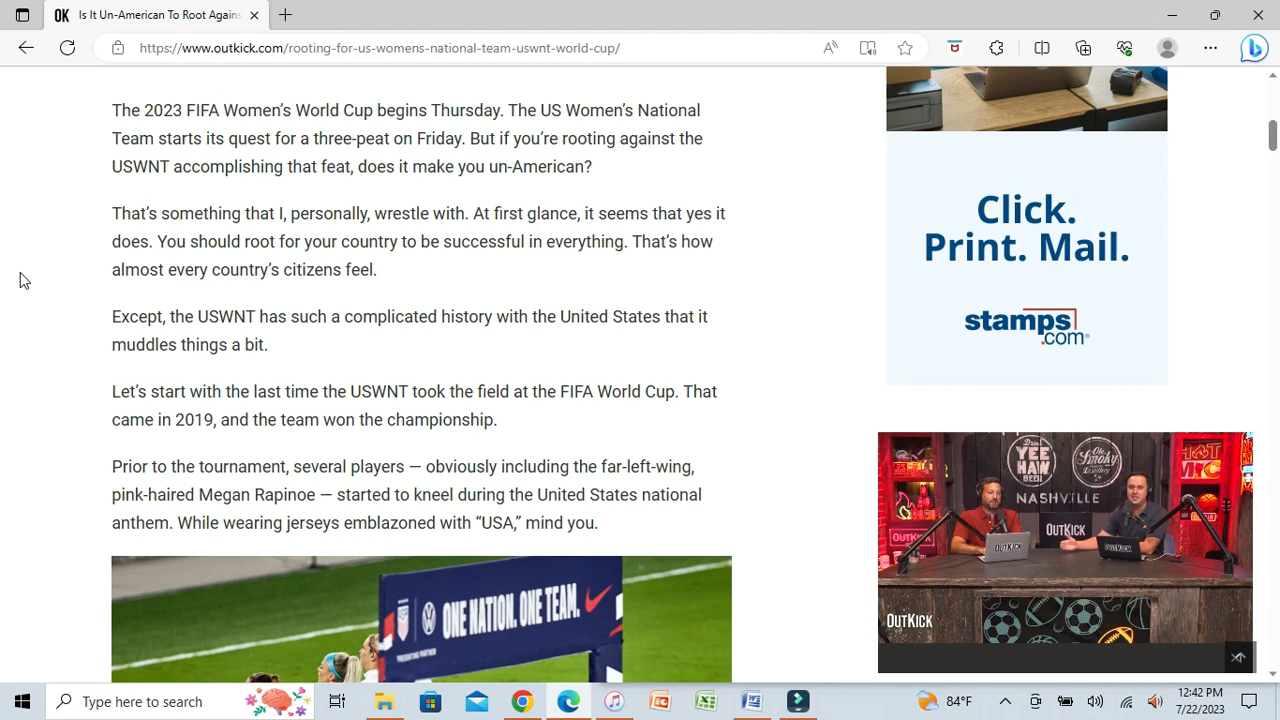 Is It Un-American To Root Agains
https://www.outkick.com/rooting-for-us-womens-national-team-uswnt-world-cup/
The 2023 FIFA Women's World Cup begins Thursday. The US Women's National
Team starts its quest for a three-peat on Friday. But if you're rooting against the
USWNT accomplishing that feat, does it make you un-American?
That's something that I, personally, wrestle with. At first glance, it seems that yes it
does. You should root for your country to be successful in everything. That's how
almost every country's citizens feel.
Except, the USWNT has such a complicated history with the United States that it
muddles things a bit.
Let's start with the last time the USWNT took the field at the FIFA World Cup. That
came in 2019, and the team won the championship.
Prior to the tournament, several players — obviously including the far-left-wing,
pink-haired Megan Rapinoe — started to kneel during the United States national
anthem. While wearing jerseys emblazoned with “USA,” mind you.
ONE NATION. ONE TEAM.
Click.
Print. Mail.
stamps
.com
YEE
HAW
BEER
Ole
Smoky
NASHVILLE
HOT
MIC
OUTKICK
OUTKICK
OUTKICK
OUTKICK
OUTKICK
Type here to search
84°F
12:42 PM
7/22/2023